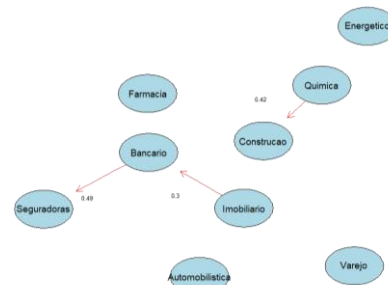 Energetico
Quimica
Farmacia
0.42
Construcao
Bancario
0.49
0.3
Seguradoras
Imobiliario
Automobilistica
Varejo